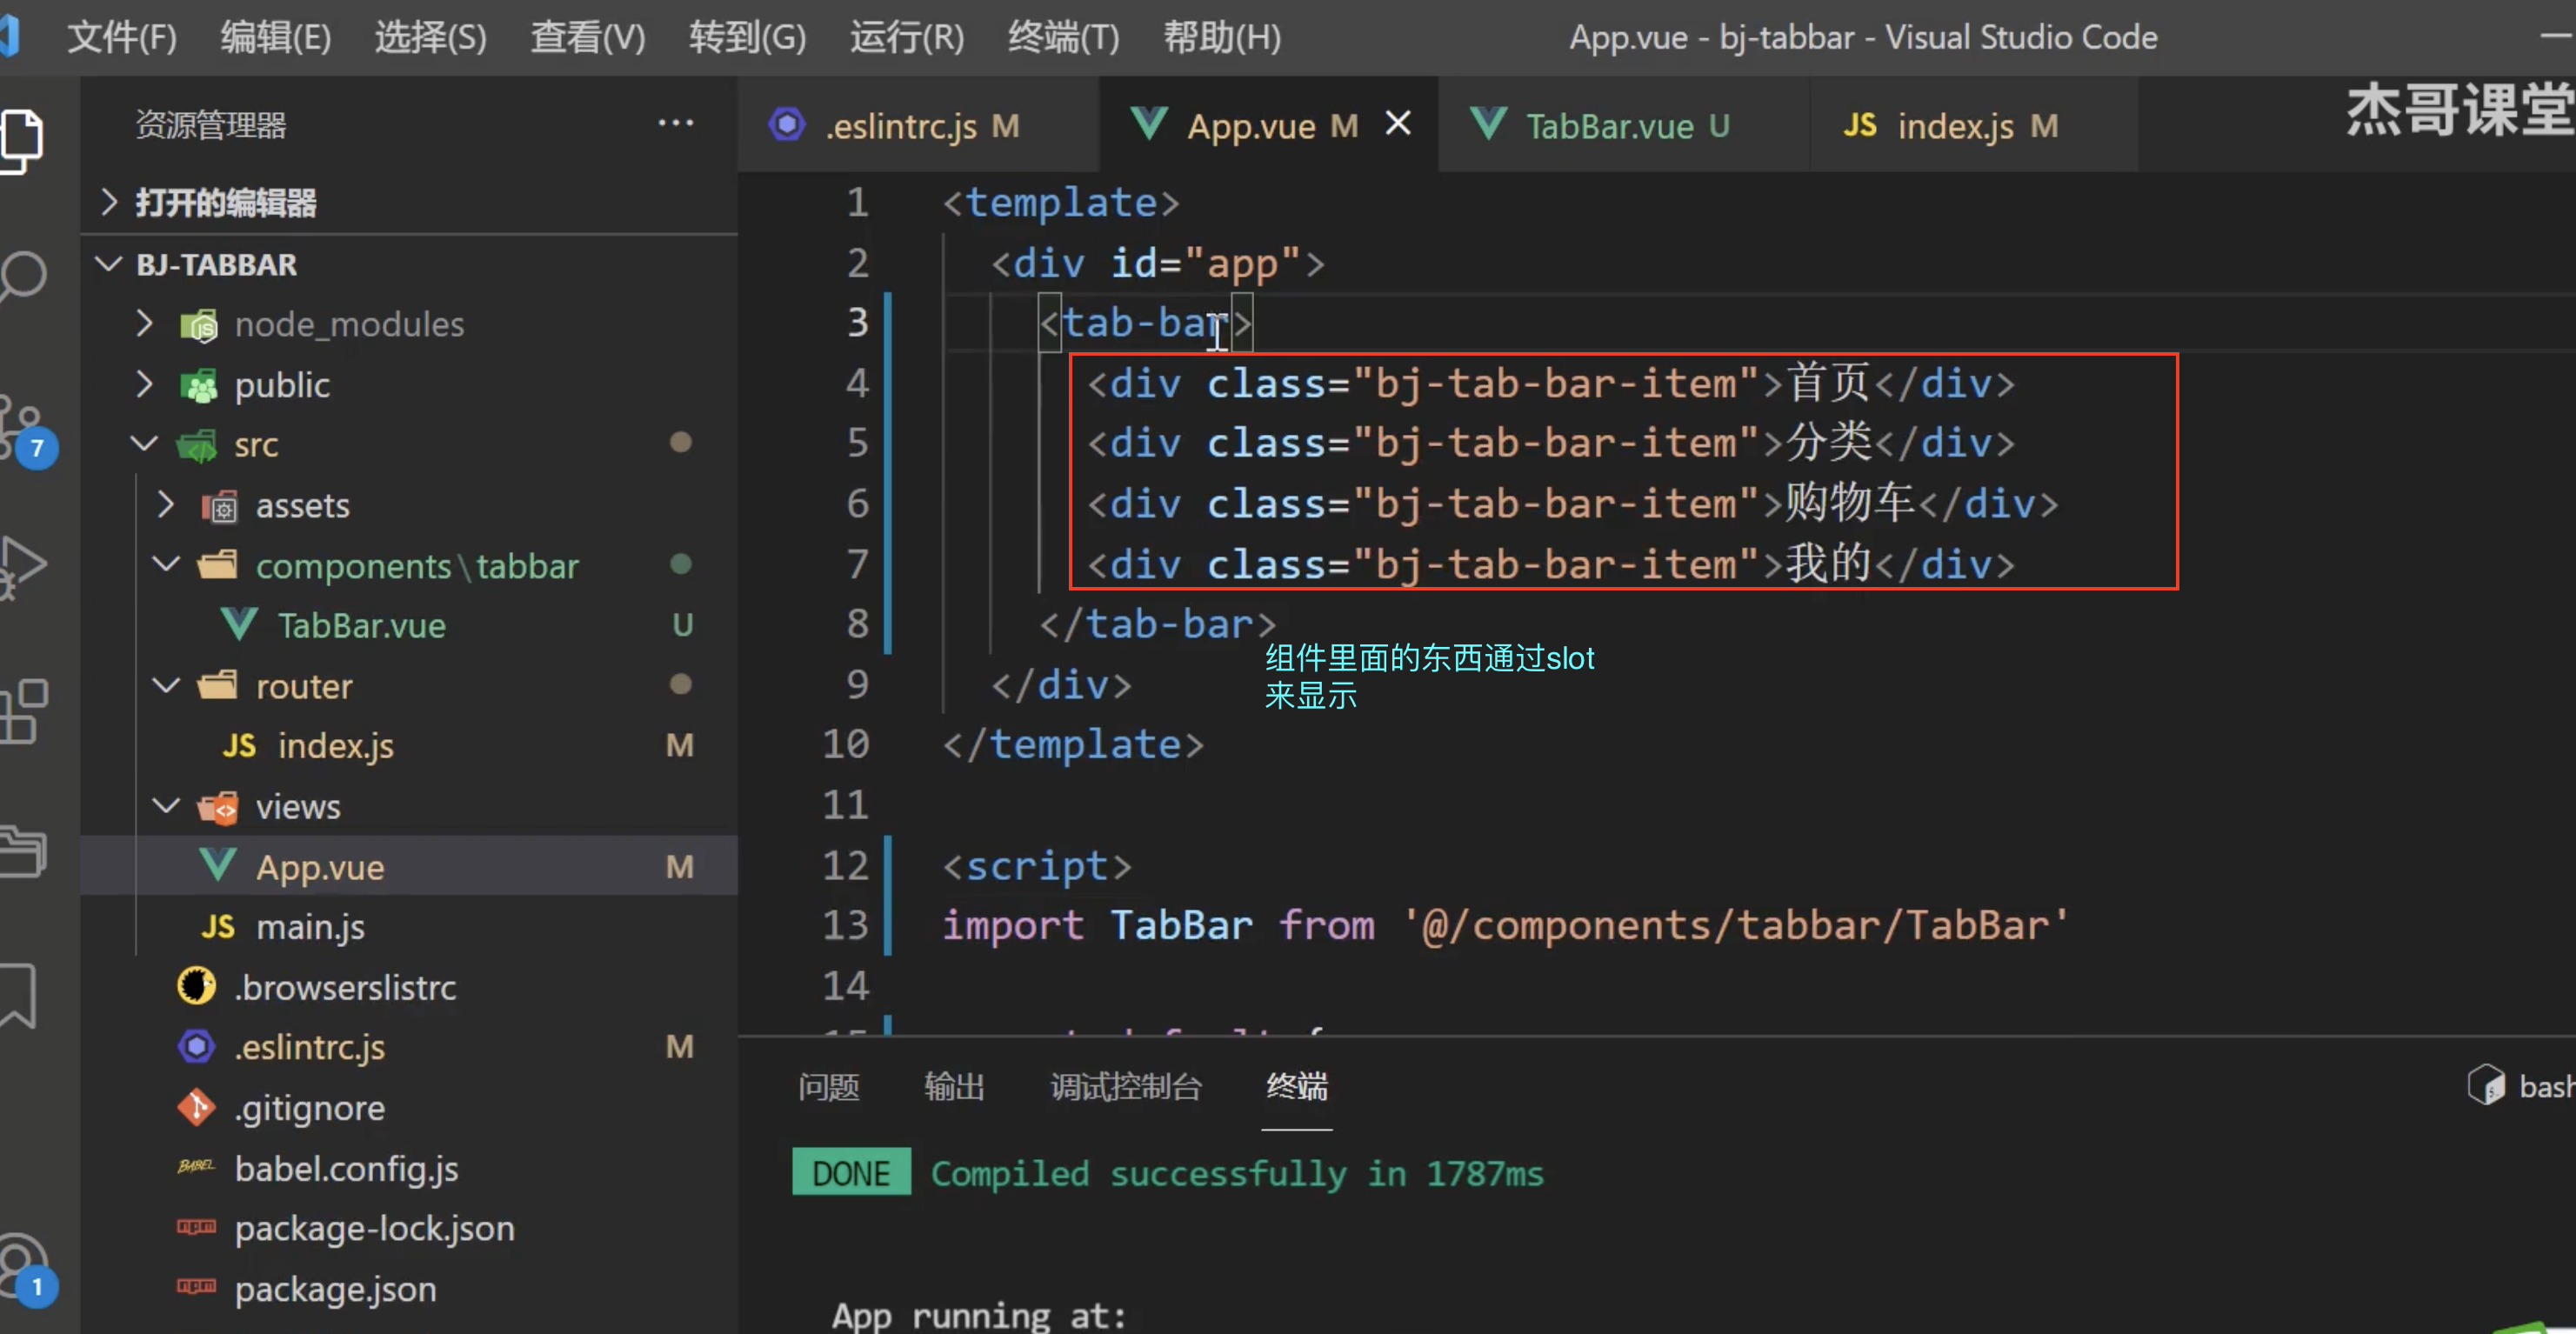 文件(F) 编辑(E) 选择(S) 查看(V) 转到(G) 运行(R) 终端(T) 帮助(H) App.vue - bj-tabbar - Visual Studio Code
资源管理器
.eslintrc.js M App.vue M TabBar.vue U JS index.js M
杰哥课堂
打开的编辑器
BJ-TABBAR
node_modules
public
src
assets
components\tabbar
TabBar.vue U
router
JS index.js M
views
App.vue M
JS main.js
.browserslistrc
.eslintrc.js M
.gitignore
BABEL babel.config.js
package-lock.json
package.json
7
1
1 <template>
2 <div id="app">
3 <tab-bar>
4 <div class="bj-tab-bar-item">首页</div>
5 <div class="bj-tab-bar-item">分类</div>
6 <div class="bj-tab-bar-item">购物车</div>
7 <div class="bj-tab-bar-item">我的</div>
8 </tab-bar>
组件里面的东西通过slot
来显示
9 </div>
10 </template>
11
12 <script>
13 import TabBar from '@/components/tabbar/TabBar'
14
问题 输出 调试控制台 终端 bash
DONE Compiled successfully in 1787ms
App running at: